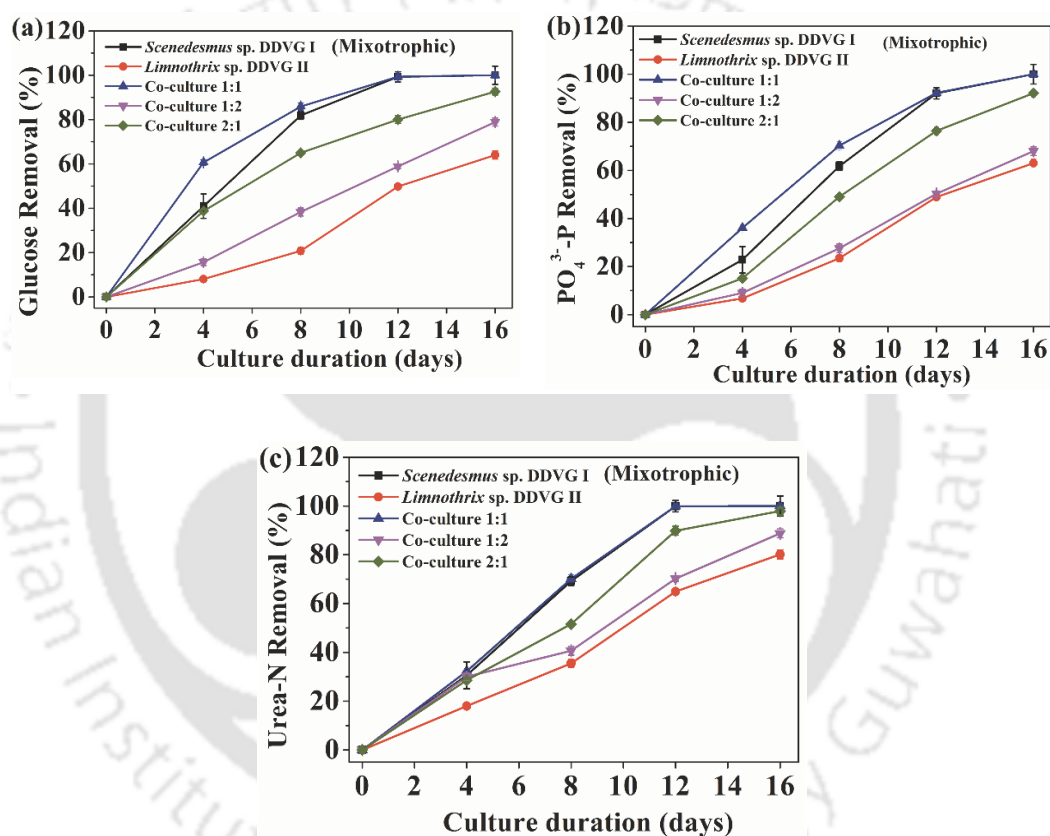 (a)
120
100
80
60
40
20
0
Glucose Removal (%)
Scenedesmus sp. DDVG I
(Mixotrophic)
Limnothrix sp. DDVG II
Co-culture 1:1
Co-culture 1:2
Co-culture 2:1
0 2 4 6 8 10 12 14 16
Culture duration (days)
(b)
120
100
80
60
40
20
0
PO₄³⁻-P Removal (%)
Scenedesmus sp. DDVG I
(Mixotrophic)
Limnothrix sp. DDVG II
Co-culture 1:1
Co-culture 1:2
Co-culture 2:1
0 2 4 6 8 10 12 14 16
Culture duration (days)
(c)
120
100
80
60
40
20
0
Urea-N Removal (%)
Scenedesmus sp. DDVG I
(Mixotrophic)
Limnothrix sp. DDVG II
Co-culture 1:1
Co-culture 1:2
Co-culture 2:1
0 2 4 6 8 10 12 14 16
Culture duration (days)
Indian
Guwahati